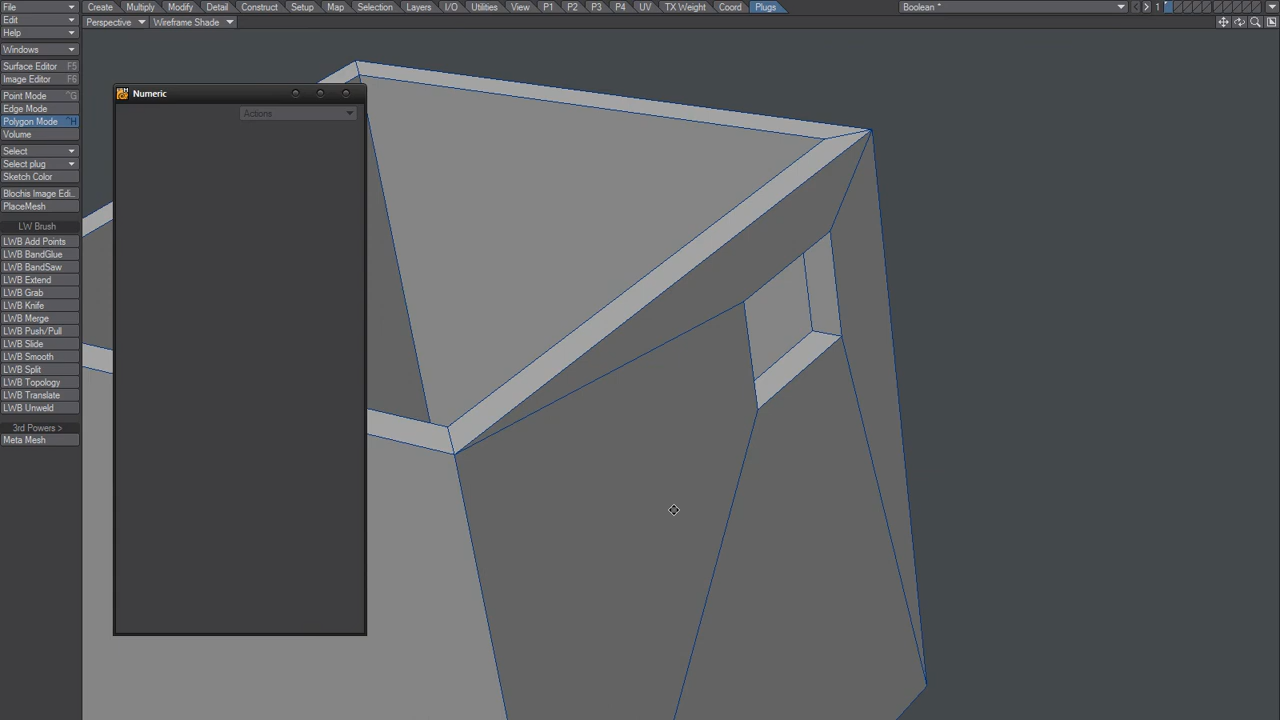 File Create Multiply Modify Detail Construct Setup Map Selection Layers I/O Utilities View P1 P2 P3 P4 UV TX Weight Coord Plugs Boolean * 1
Edit Perspective Wireframe Shade
Help
Windows
Surface Editor F5
Image Editor F6
Numeric
Point Mode ^G
Edge Mode
Actions
Polygon Mode ^H
Volume
Select
Select plug
Sketch Color
Blochis Image Edi..
PlaceMesh
LW Brush
LWB Add Points
LWB BandGlue
LWB BandSaw
LWB Extend
LWB Grab
LWB Knife
LWB Merge
LWB Push/Pull
LWB Slide
LWB Smooth
LWB Split
LWB Topology
LWB Translate
LWB Unweld
3rd Powers >
Meta Mesh